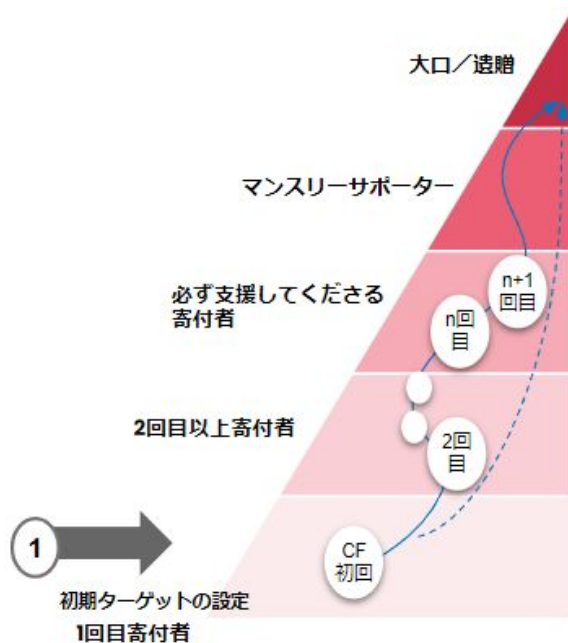 大口／遺贈
マンスリーサポーター
必ず支援してくださる
寄付者
n+1
回目
n回
目
2回目以上寄付者
2回
目
1
CF
初回
初期ターゲットの設定
1回目寄付者